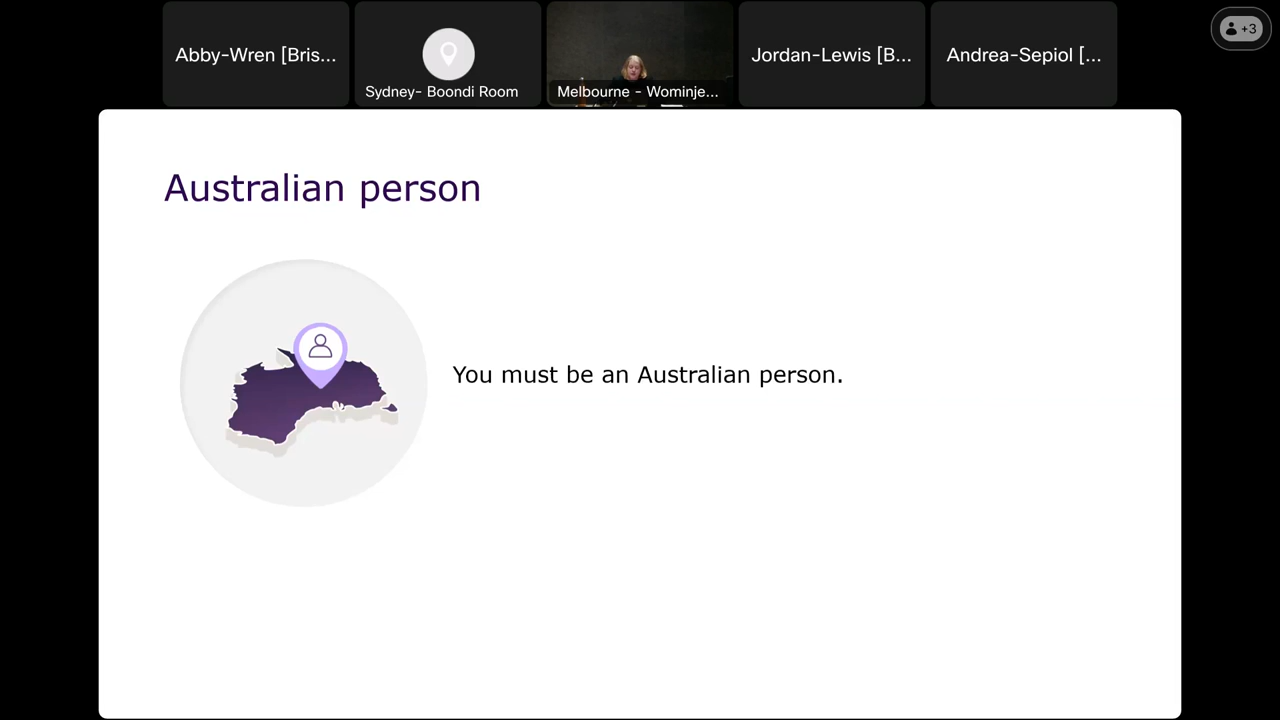 Abby-Wren [Bris...
Sydney- Boondi Room
Melbourne - Wominje...
Jordan-Lewis [B...
Andrea-Sepiol [...
+3
Australian person
You must be an Australian person.